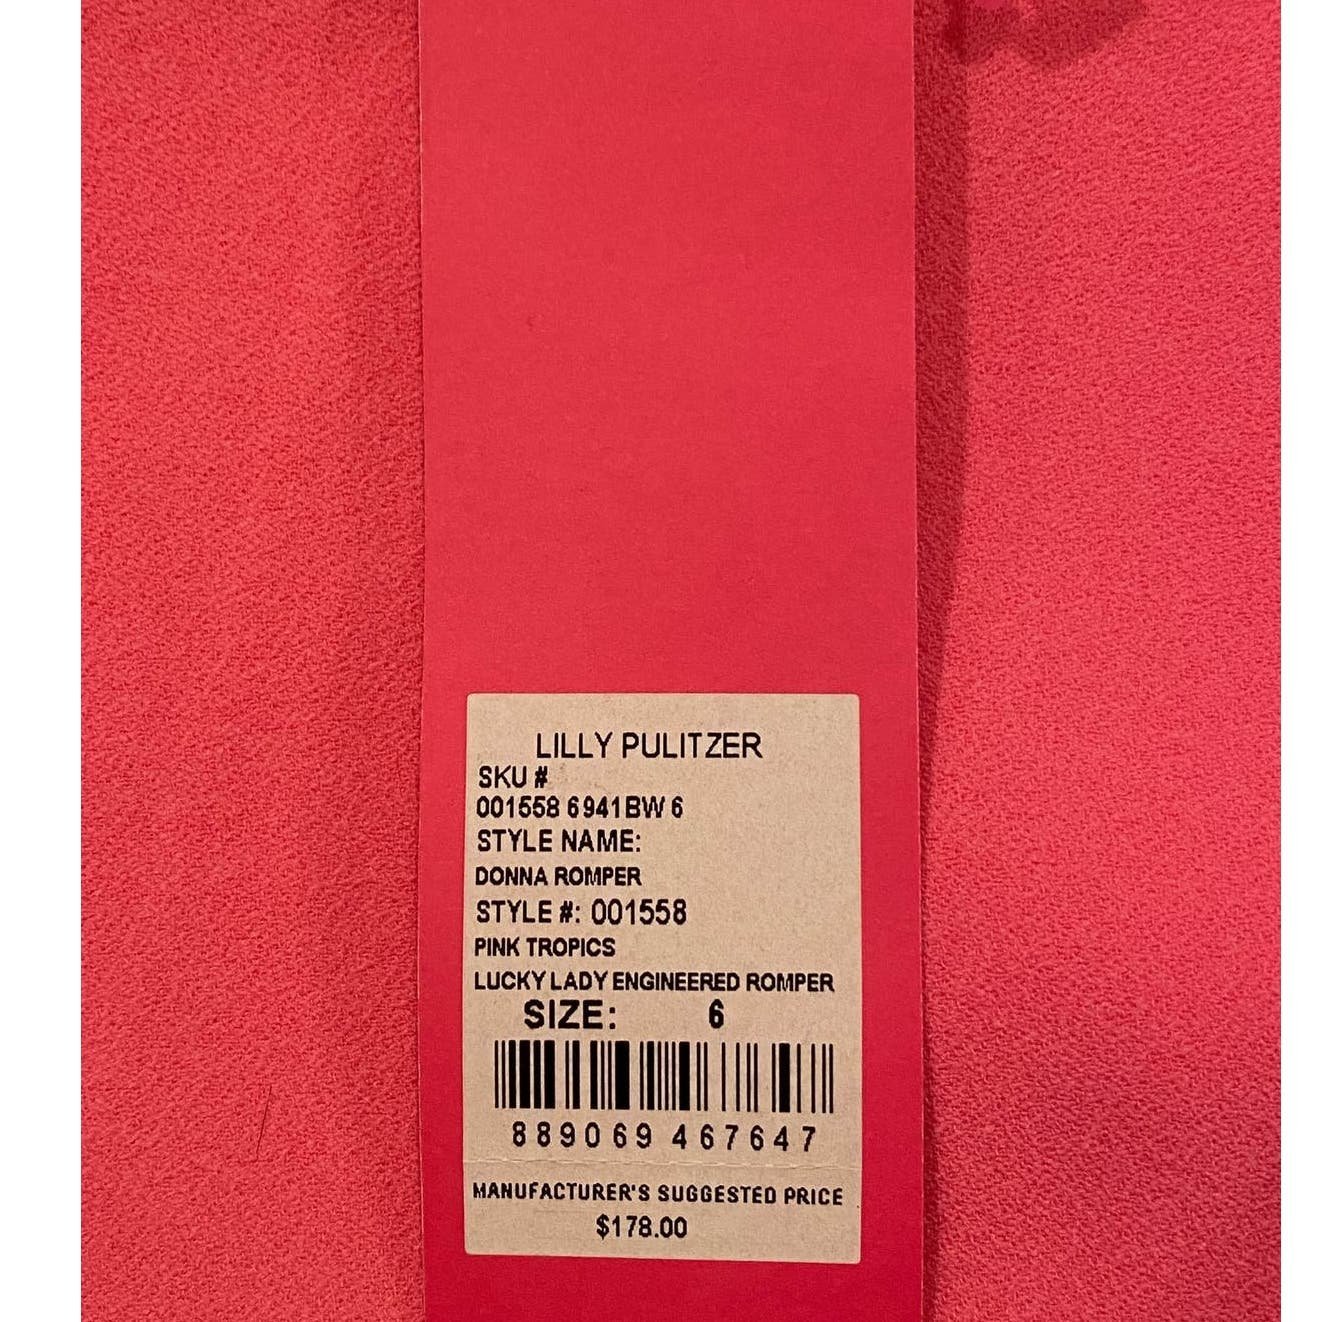 LILLY PULITZER
SKU #
001558 6941BW 6
STYLE NAME:
DONNA ROMPER
STYLE #: 001558
PINK TROPICS
LUCKY LADY ENGINEERED ROMPER
SIZE: 6
889069 467647
MANUFACTURER'S SUGGESTED PRICE
$178.00